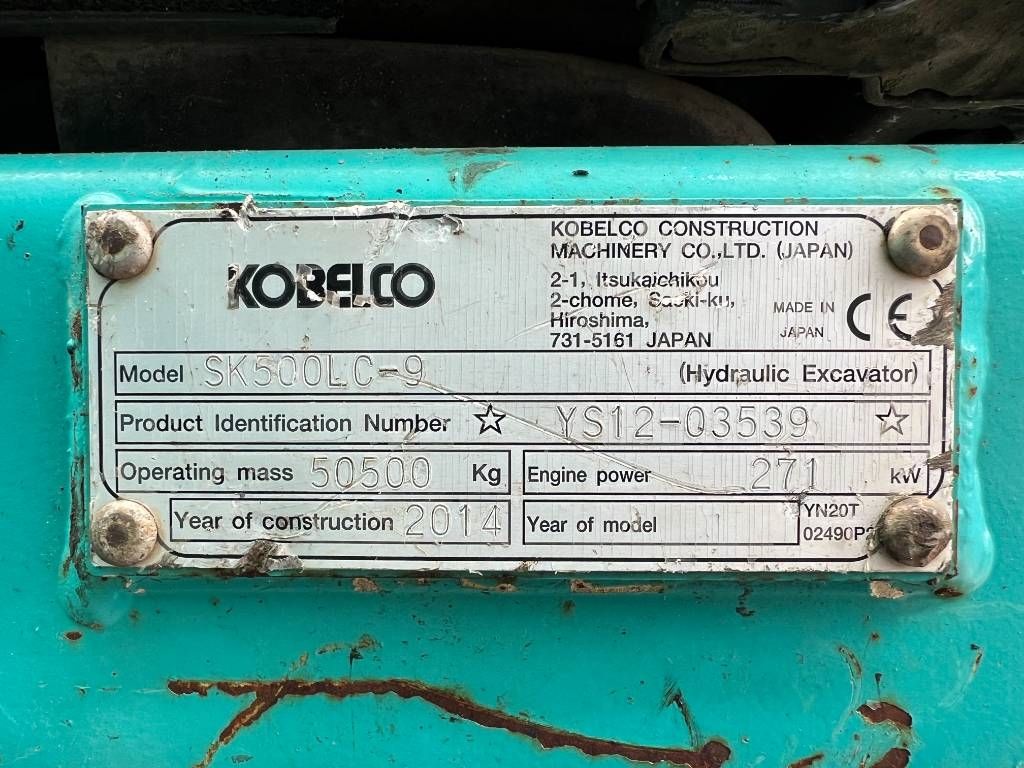 KOBELCO
KOBELCO CONSTRUCTION
MACHINERY CO.,LTD. (JAPAN)
2-1, Itsukaichikou
2-chome, Saeki-ku,
Hiroshima,
731-5161 JAPAN
MADE IN
JAPAN
CE
Model SK500LC-9 (Hydraulic Excavator)
Product Identification Number ☆ YS12-03539 ☆
Operating mass 50500 Kg
Engine power 271 kW
Year of construction 2014
Year of model
YN20T